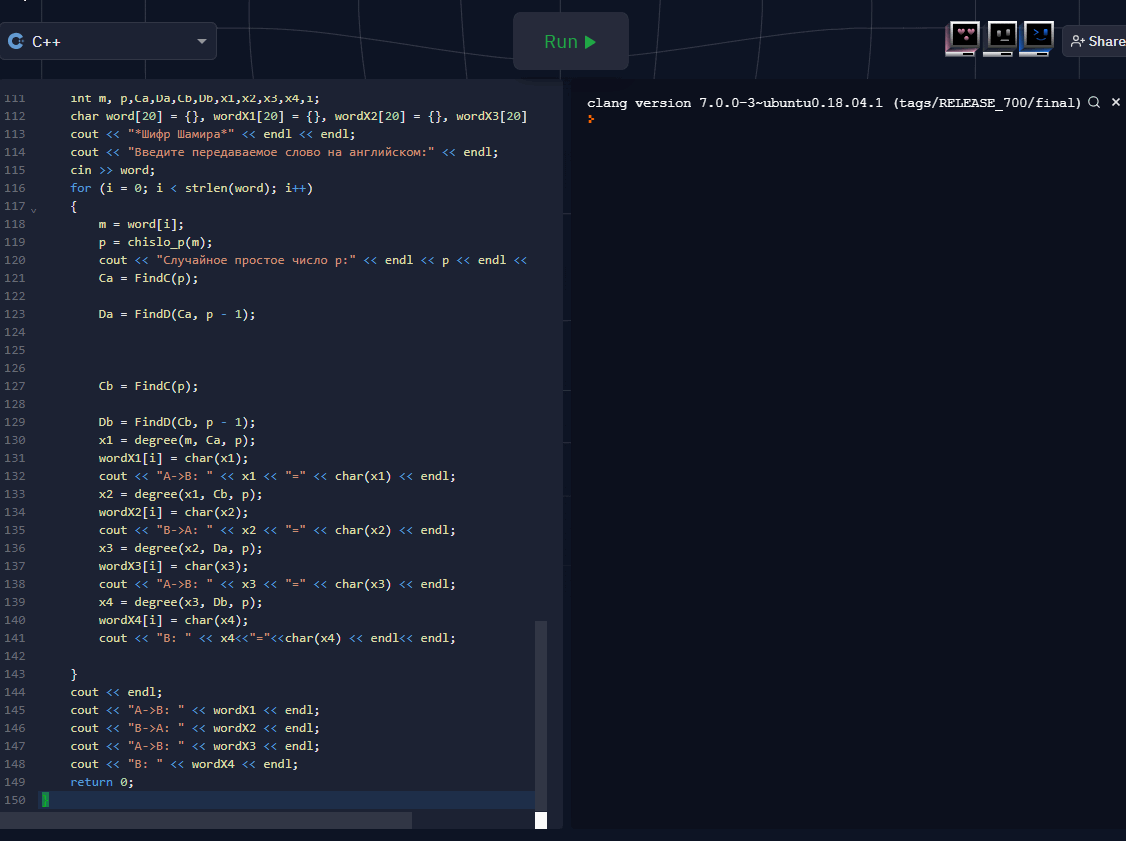 C++
Run
Share
111 int m, p,Ca,Da,Cb,Db,x1,x2,x3,x4,i;
112 char word[20] = {}, wordX1[20] = {}, wordX2[20] = {}, wordX3[20]
113 cout << "*Шифр Шамира*" << endl << endl;
114 cout << "Введите передаваемое слово на английском:" << endl;
115 cin >> word;
116 for (i = 0; i < strlen(word); i++)
117 {
118 m = word[i];
119 p = chislo_p(m);
120 cout << "Случайное простое число p:" << endl << p << endl <<
121 Ca = FindC(p);
122
123 Da = FindD(Ca, p - 1);
124
125
126
127 Cb = FindC(p);
128
129 Db = FindD(Cb, p - 1);
130 x1 = degree(m, Ca, p);
131 wordX1[i] = char(x1);
132 cout << "A->B: " << x1 << "=" << char(x1) << endl;
133 x2 = degree(x1, Cb, p);
134 wordX2[i] = char(x2);
135 cout << "B->A: " << x2 << "=" << char(x2) << endl;
136 x3 = degree(x2, Da, p);
137 wordX3[i] = char(x3);
138 cout << "A->B: " << x3 << "=" << char(x3) << endl;
139 x4 = degree(x3, Db, p);
140 wordX4[i] = char(x4);
141 cout << "B: " << x4<<"="<<char(x4) << endl<< endl;
142
143 }
144 cout << endl;
145 cout << "A->B: " << wordX1 << endl;
146 cout << "B->A: " << wordX2 << endl;
147 cout << "A->B: " << wordX3 << endl;
148 cout << "B: " << wordX4 << endl;
149 return 0;
150 }
clang version 7.0.0-3~ubuntu0.18.04.1 (tags/RELEASE_700/final)